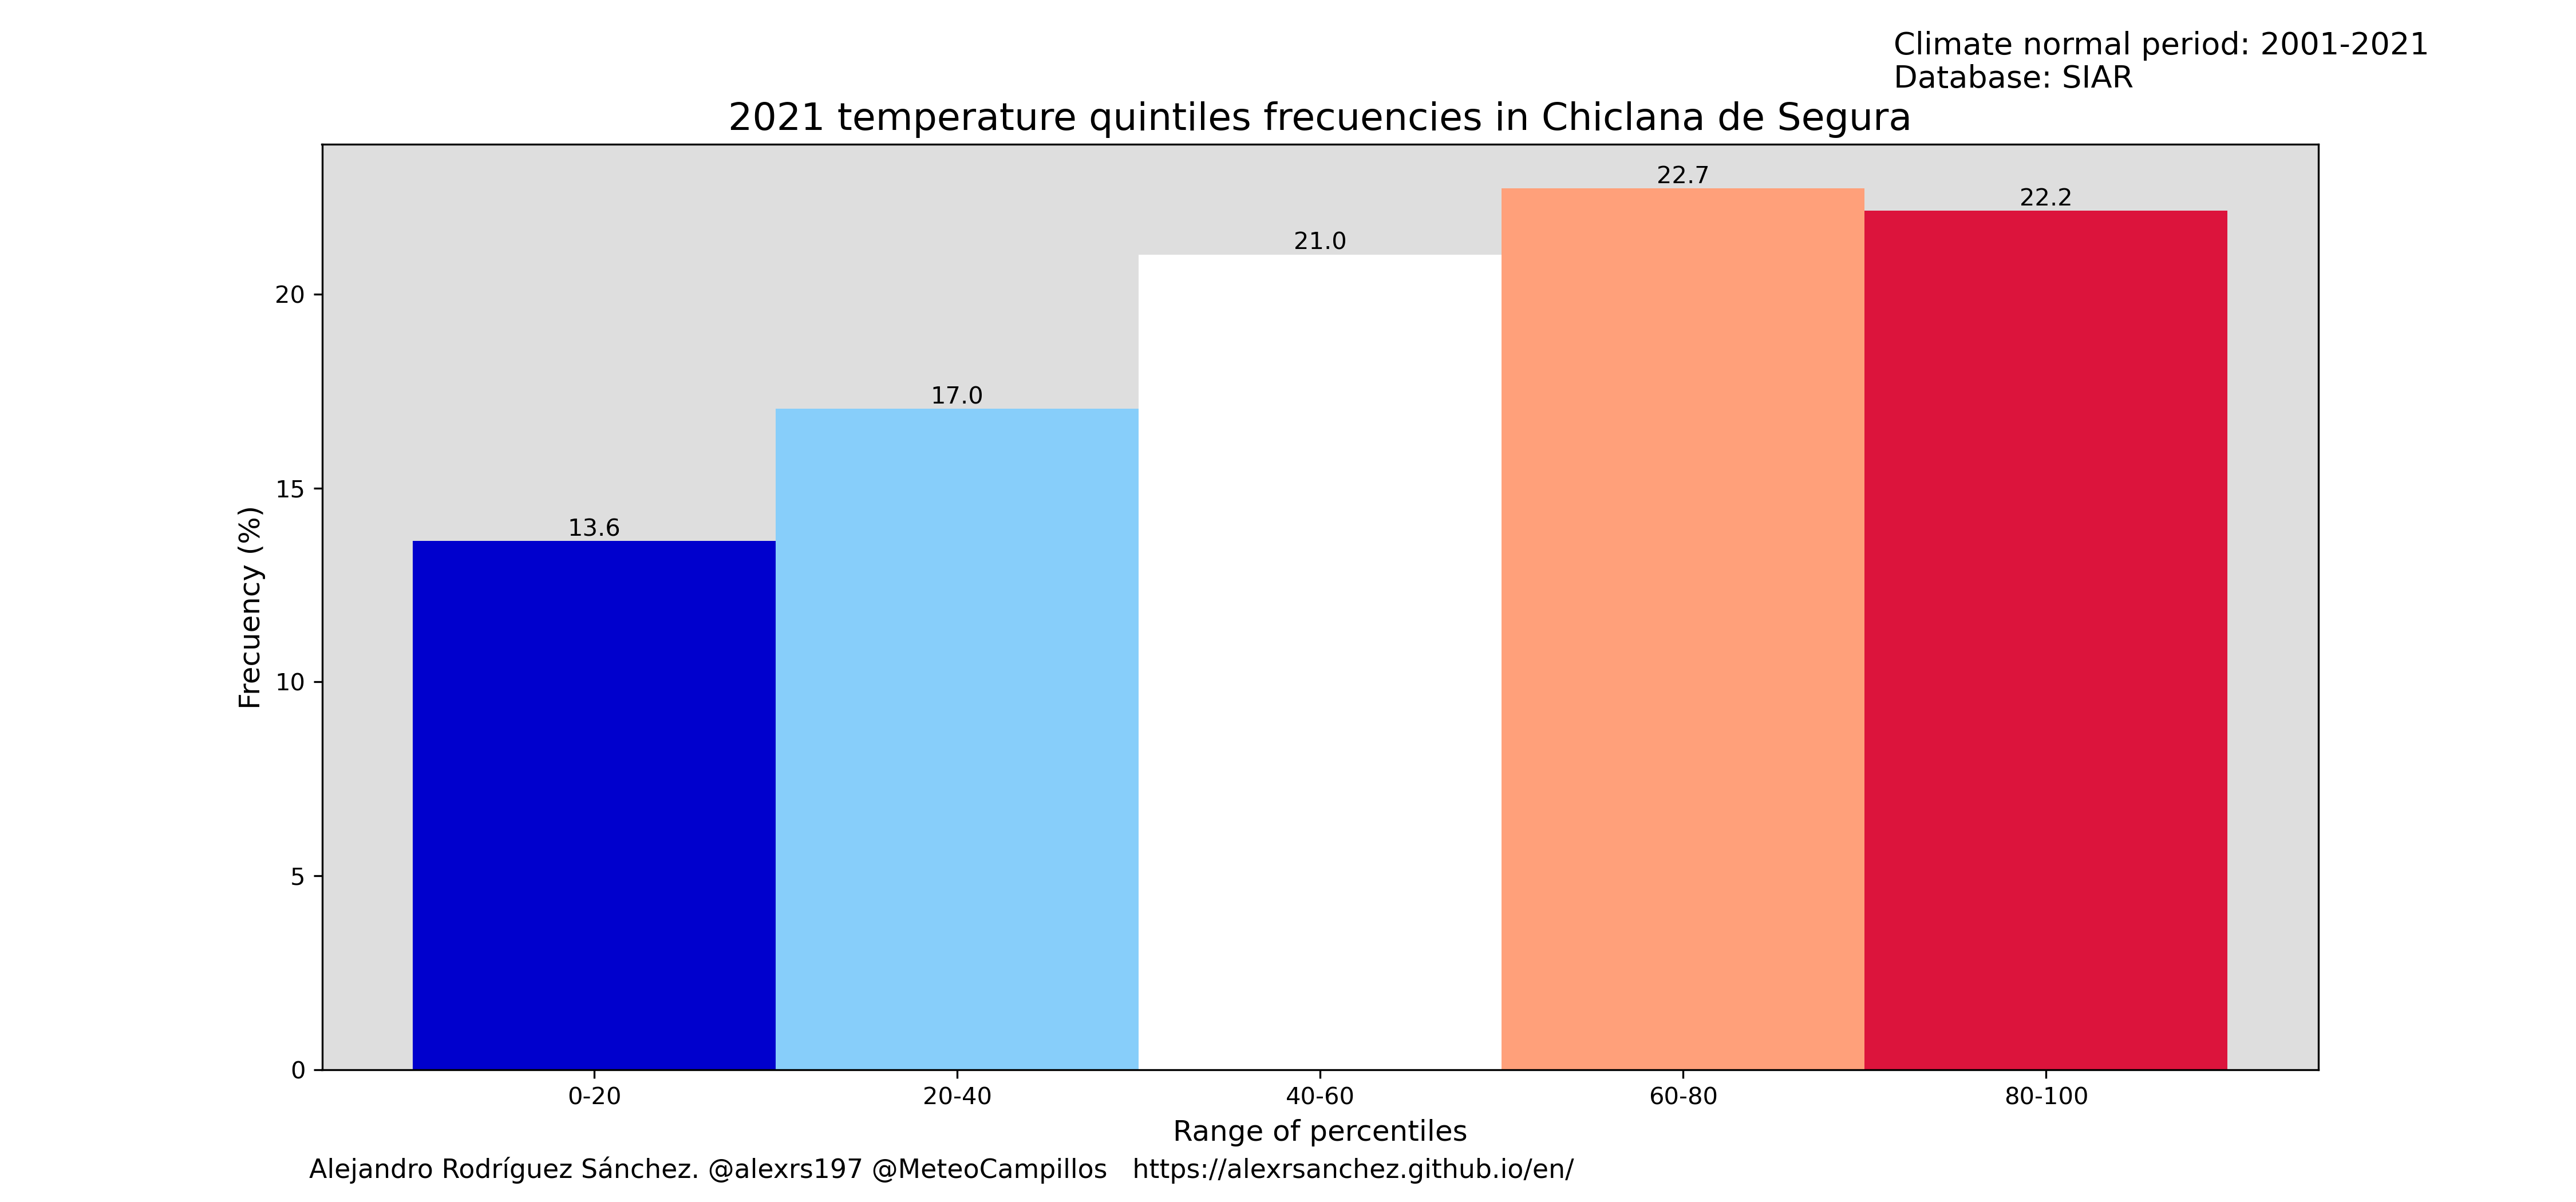 Climate normal period: 2001-2021
Database: SIAR
2021 temperature quintiles frecuencies in Chiclana de Segura
22.7
22.2
21.0
17.0
13.6
20
15
10
5
0
Frecuency (%)
0-20 20-40 40-60 60-80 80-100
Range of percentiles
Alejandro Rodríguez Sánchez. @alexrs197 @MeteoCampillos https://alexrsanchez.github.io/en/